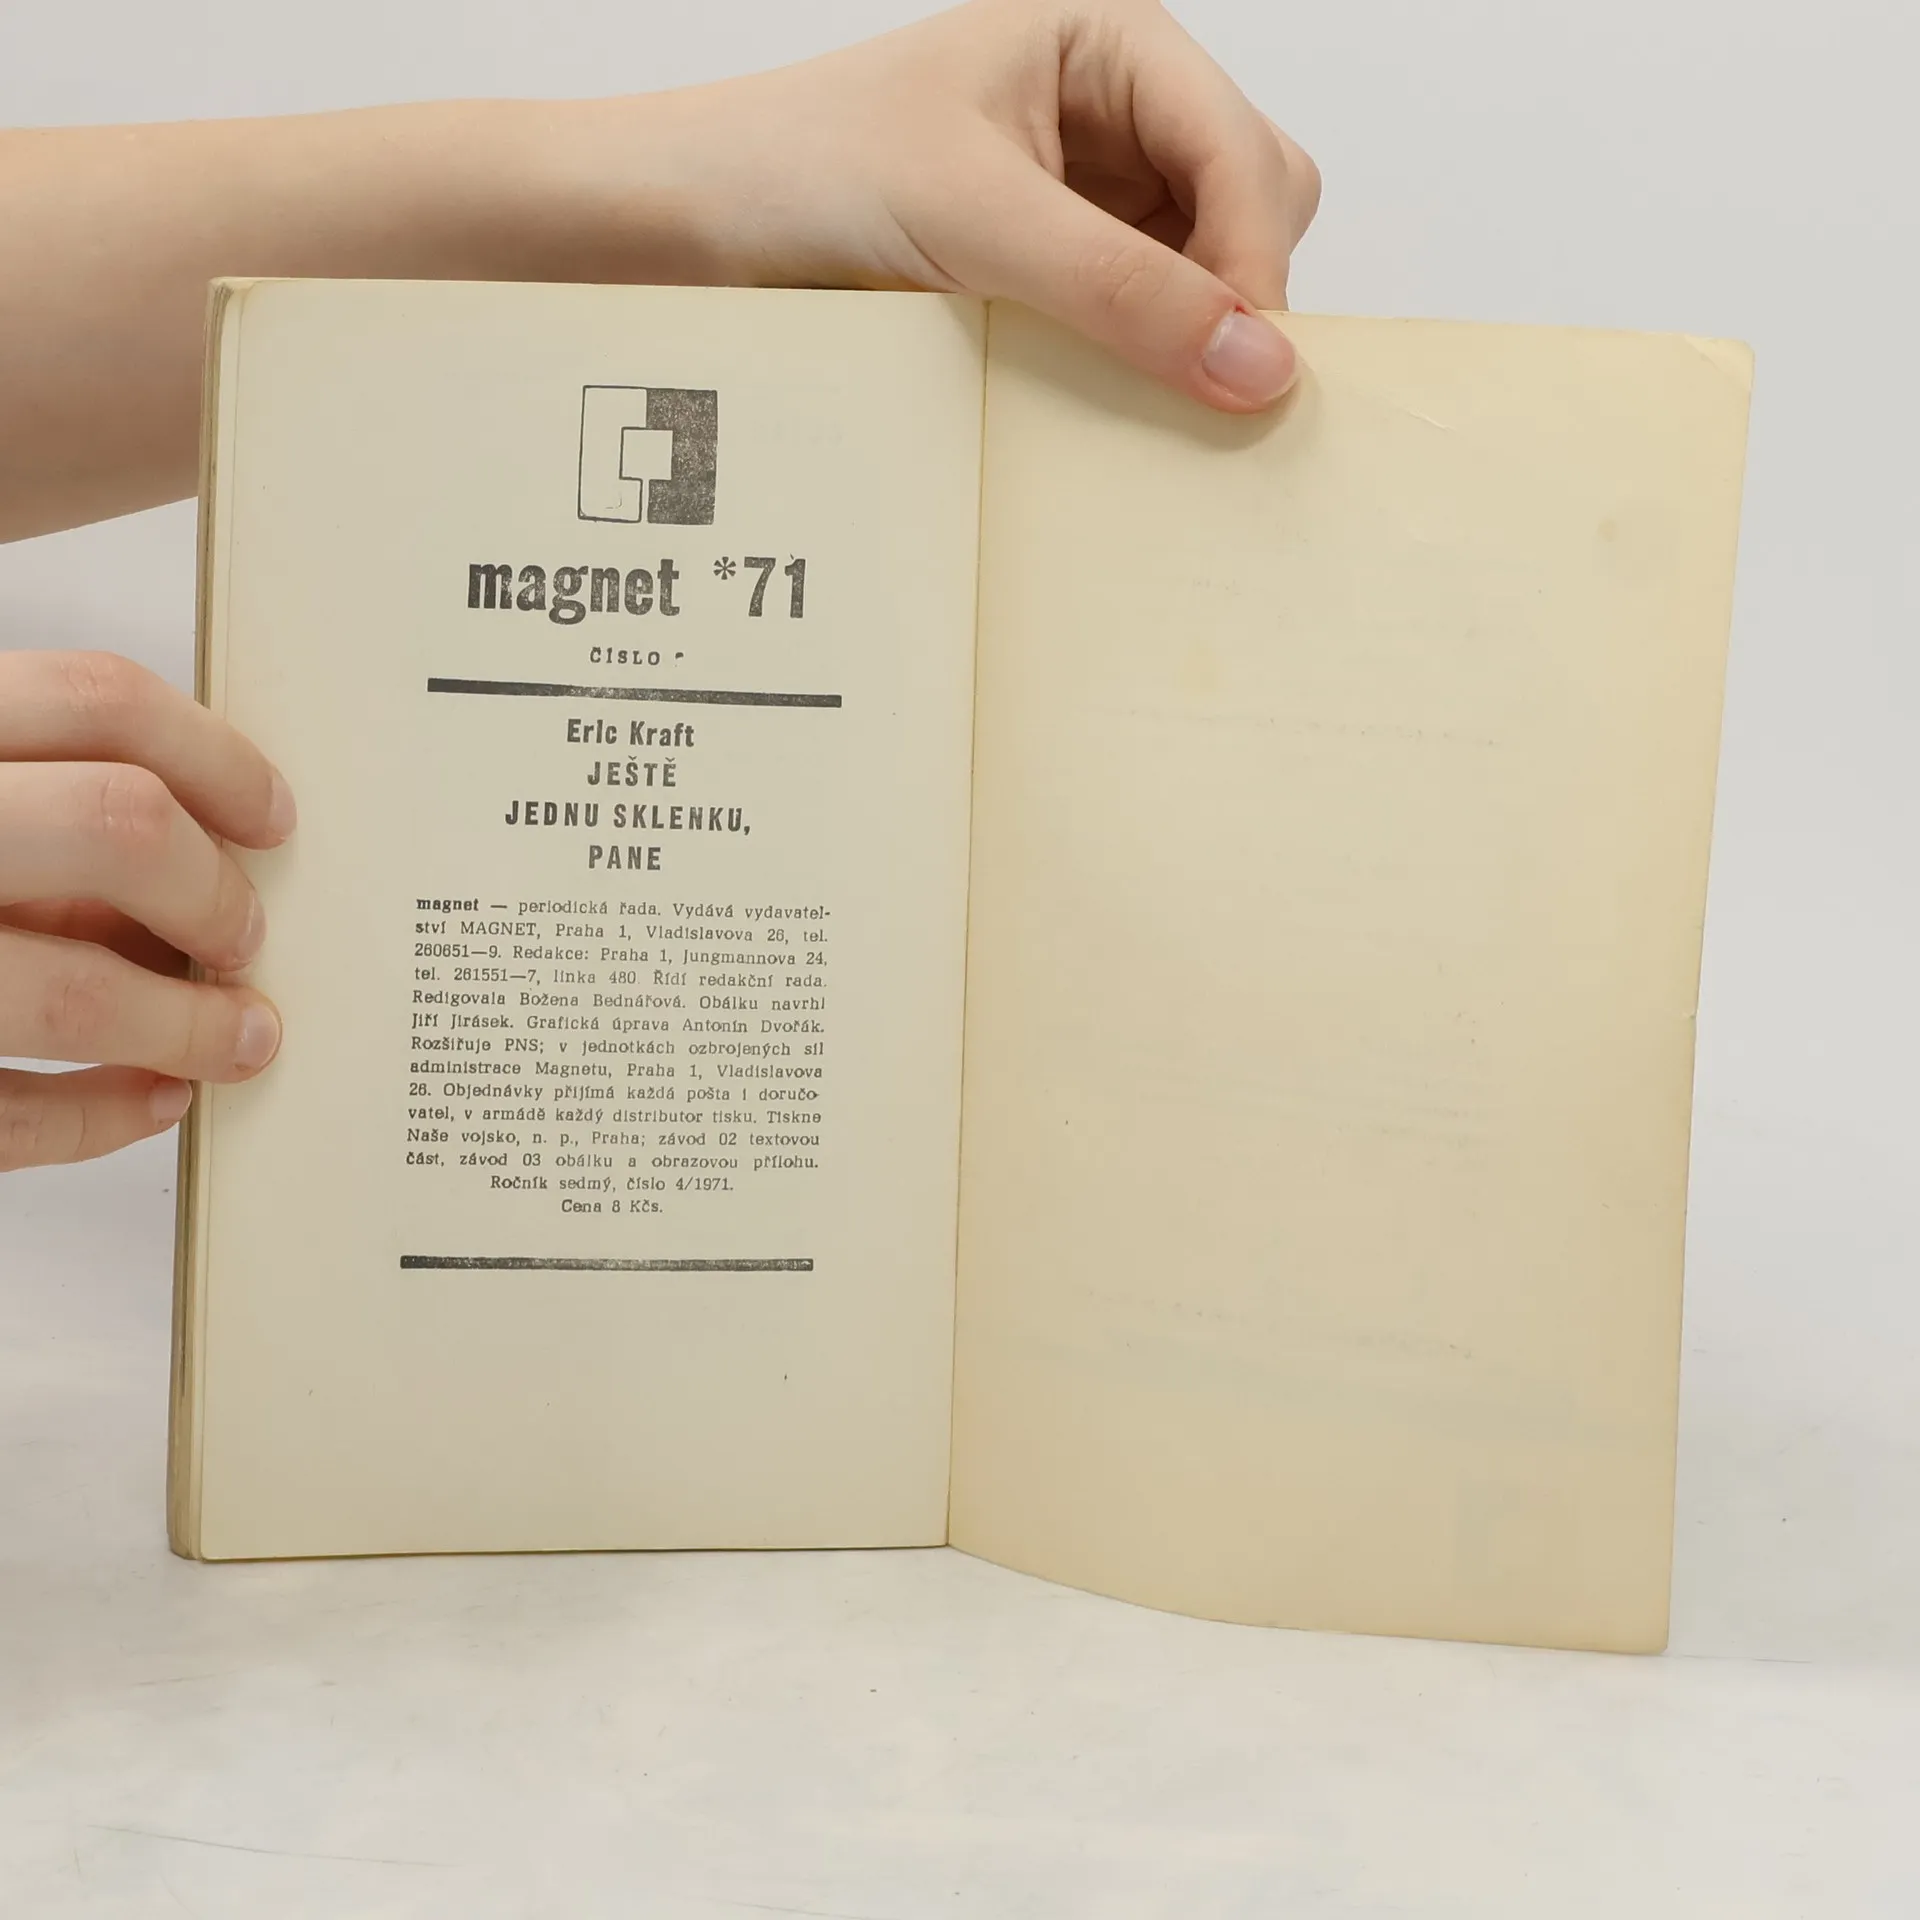 magnet *71
ČÍSLO
Eric Kraft
JEŠTĚ
JEDNU SKLENKU,
PANE
magnet — periodická řada. Vydává vydavatel-
ství MAGNET, Praha 1, Vladislavova 26, tel.
260651—9. Redakce: Praha 1, Jungmannova 24,
tel. 261551—7, linka 480. Řídí redakční rada.
Redigovala Božena Bednářová. Obálku navrhl
Jiří Jirásek. Grafická úprava Antonín Dvořák.
Rozšiřuje PNS; v jednotkách ozbrojených sil
administrace Magnetu, Praha 1, Vladislavova
26. Objednávky přijímá každá pošta i doručo-
vatel, v armádě každý distributor tisku. Tiskne
Naše vojsko, n. p., Praha; závod 02 textovou
část, závod 03 obálku a obrazovou přílohu.
Ročník sedmý, číslo 4/1971.
Cena 8 Kčs.